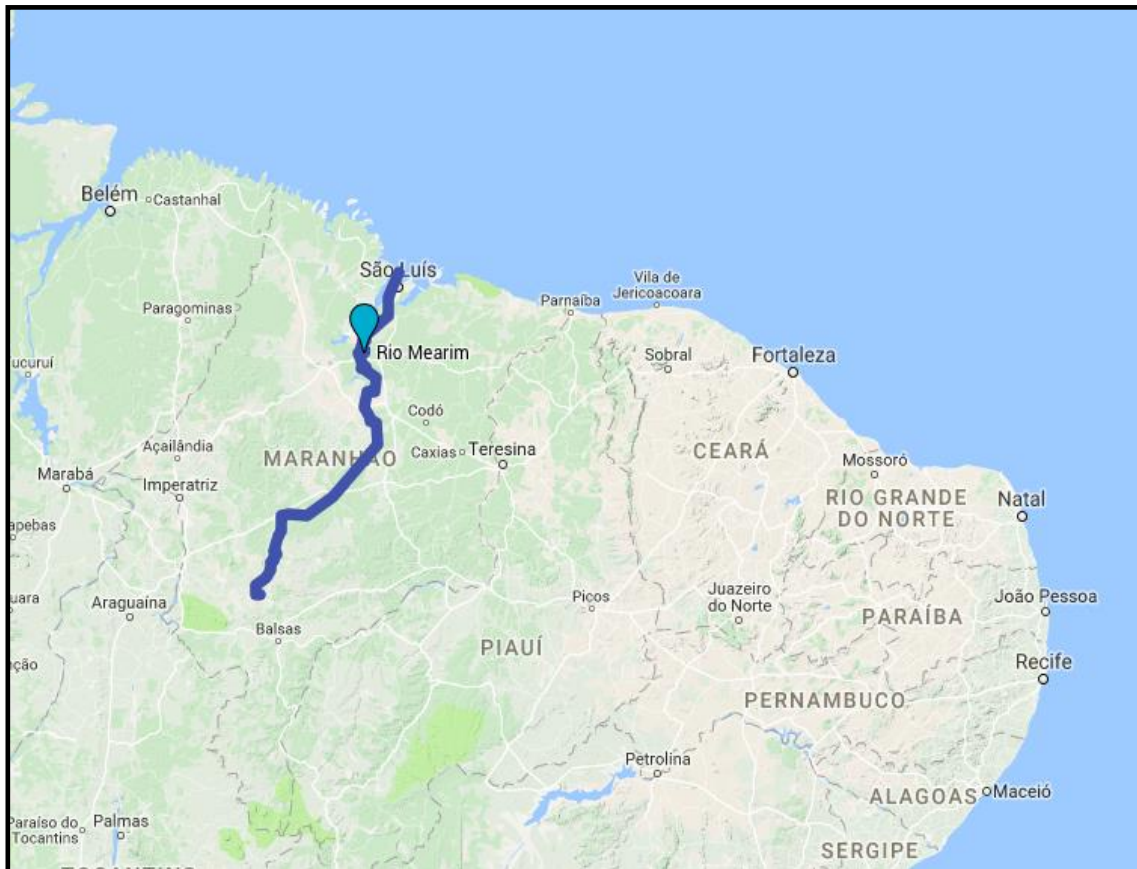 Belém
Castanhal
São Luís
Vila de
Jericoacoara
Parnaíba
Paragominas
Rio Mearim
Sobral
Fortaleza
ucuruí
Codó
Açailândia
MARANHÃO
Caxias
Teresina
CEARÁ
Marabá
Imperatriz
Mossoró
RIO GRANDE
DO NORTE
Natal
apebas
uara
Araguaína
Picos
Juazeiro
do Norte
João Pessoa
PARAÍBA
Balsas
PIAUÍ
ução
Recife
PERNAMBUCO
Petrolina
ALAGOAS
Maceió
Paraíso do
Tocantins
Palmas
SERGIPE
TOCANTINS